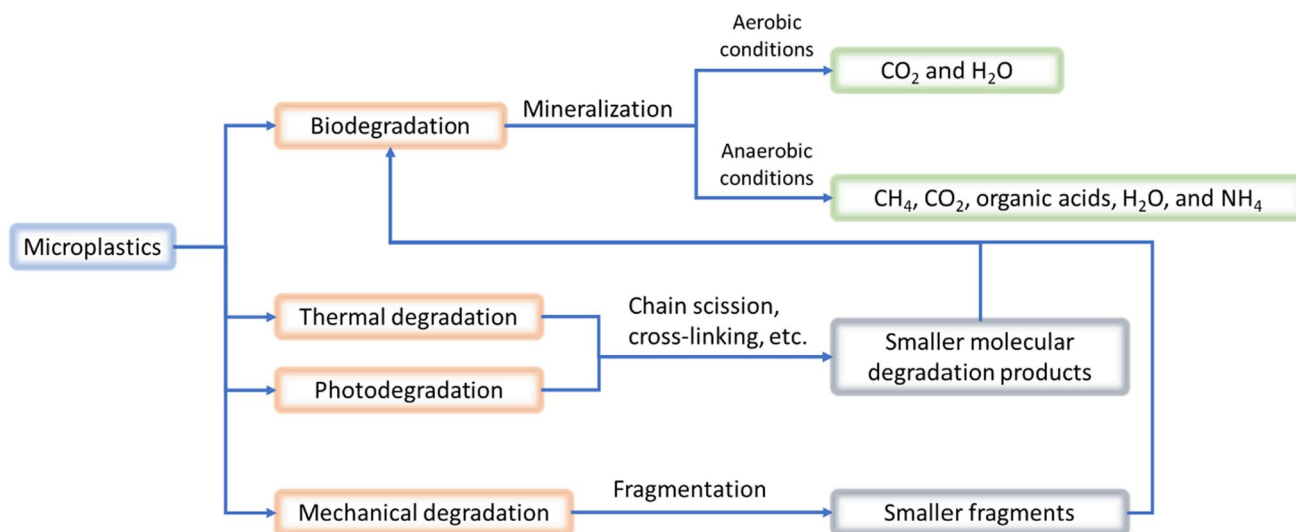 Aerobic
conditions
CO₂ and H₂O
Biodegradation
Mineralization
Anaerobic
conditions
CH₄, CO₂, organic acids, H₂O, and NH₄
Microplastics
Thermal degradation
Chain scission,
cross-linking, etc.
Smaller molecular
degradation products
Photodegradation
Mechanical degradation
Fragmentation
Smaller fragments